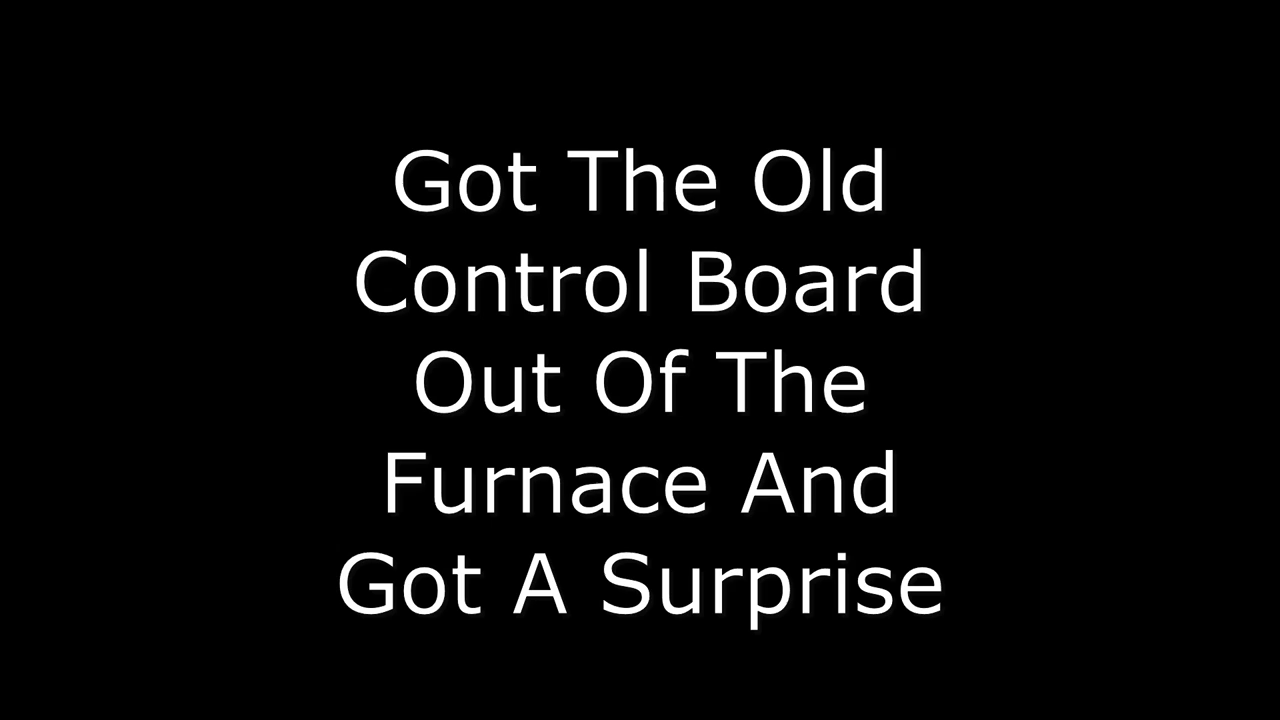 Got The Old
Control Board
Out Of The
Furnace And
Got A Surprise